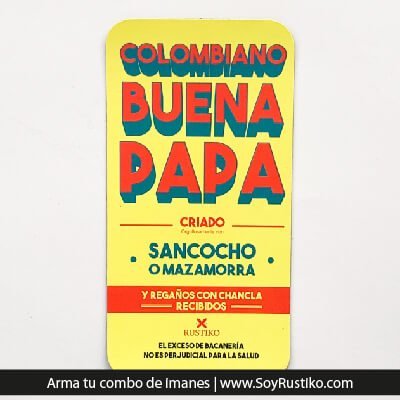 COLOMBIANO
BUENA
PAPA
CRIADO
SANCOCHO
O MAZAMORRA
Y REGAÑOS CON CHANCLA
RECIBIDOS
RUSTIKO
EL EXCESO DE BACANERÍA
NO ES PERJUDICIAL PARA LA SALUD
Arma tu combo de Imanes | www.SoyRustiko.com